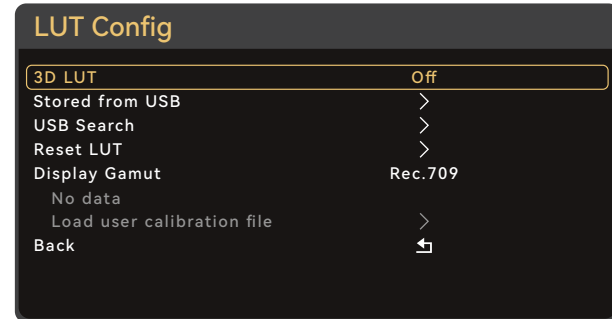 LUT Config
3D LUT Off
Stored from USB
USB Search
Reset LUT
Display Gamut Rec.709
No data
Load user calibration file
Back